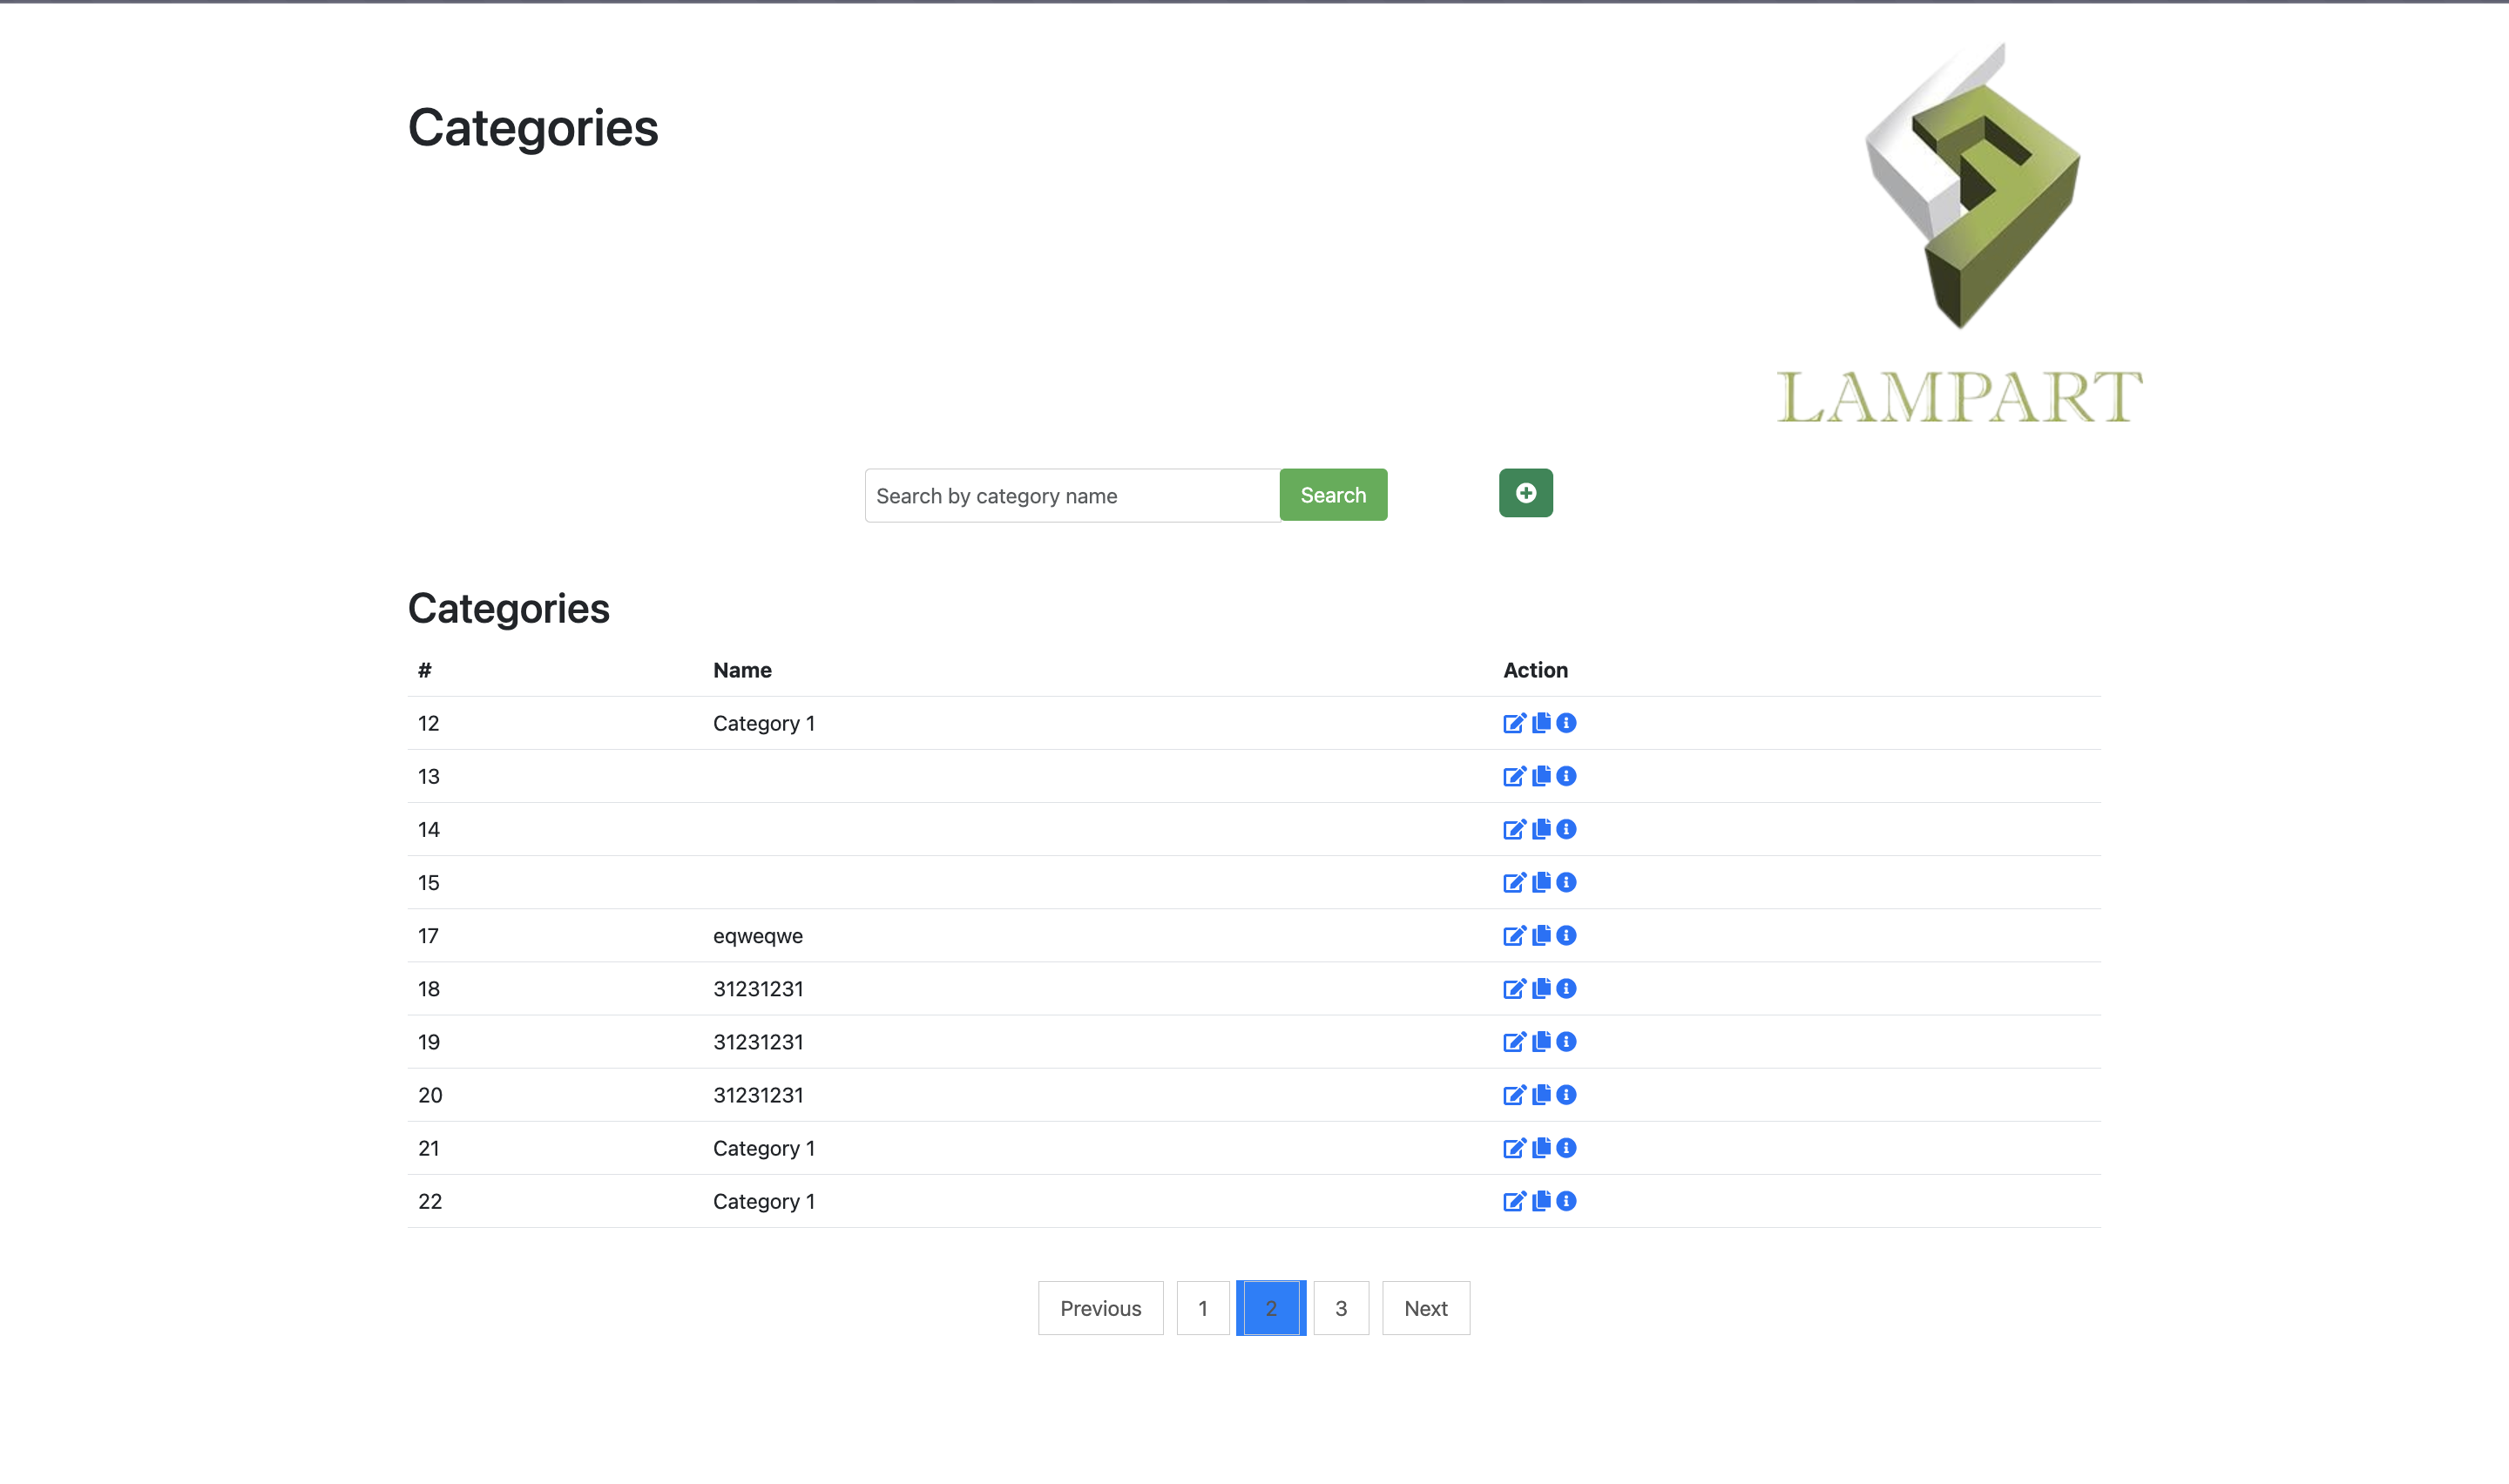 Categories
LAMPART
Search by category name Search
Categories
# Name Action
12 Category 1
13
14
15
17 eqweqwe
18 31231231
19 31231231
20 31231231
21 Category 1
22 Category 1
Previous 1 2 3 Next